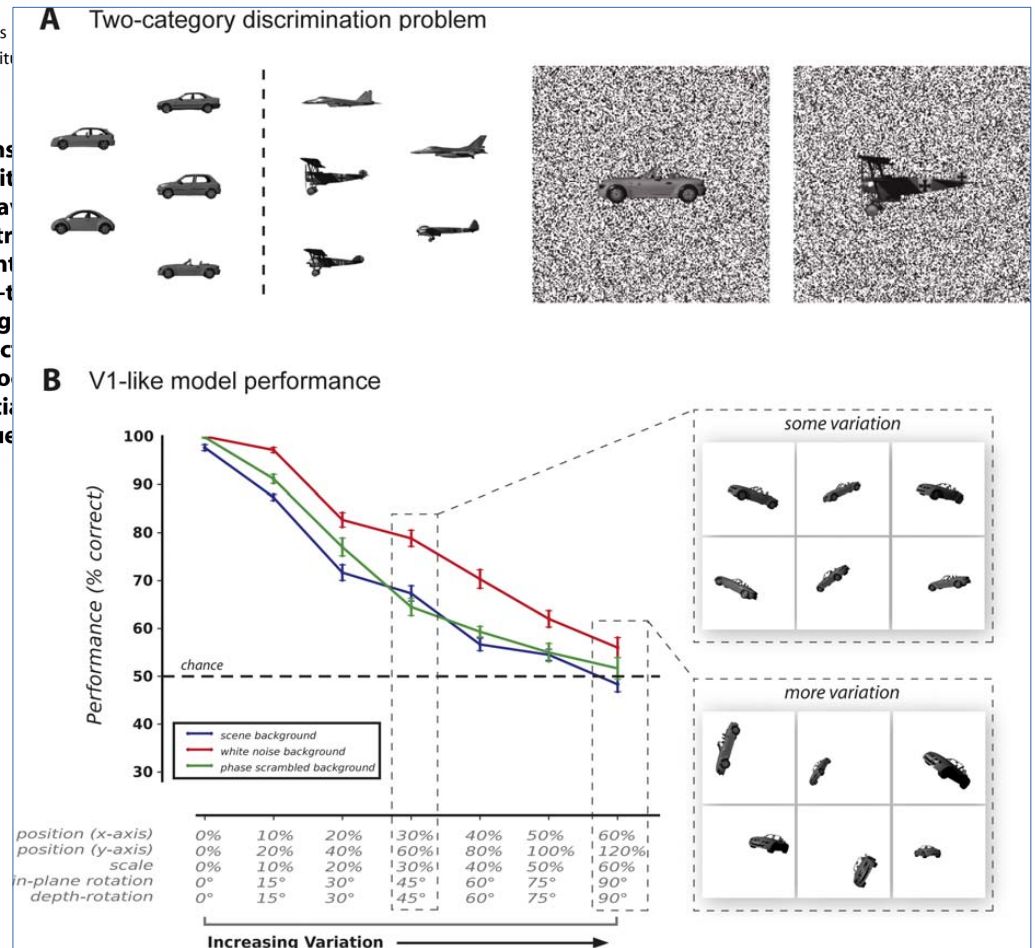 A Two-category discrimination problem
B V1-like model performance
Performance (% correct)
100
90
80
70
60
50
40
30
chance
scene background
white noise background
phase scrambled background
some variation
more variation
position (x-axis) 0% 10% 20% 30% 40% 50% 60%
position (y-axis) 0% 20% 40% 60% 80% 100% 120%
scale 0% 10% 20% 30% 40% 50% 60%
in-plane rotation 0° 15° 30° 45° 60° 75° 90°
depth-rotation 0° 15° 30° 45° 60° 75° 90°
Increasing Variation